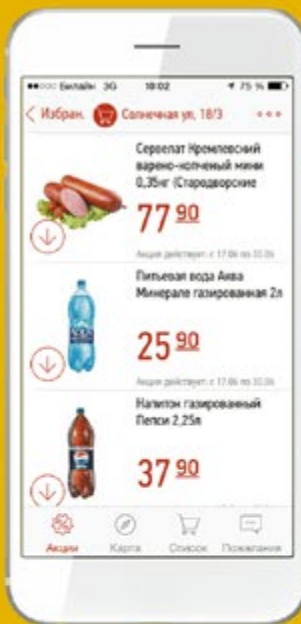 Билайн 3G 18:02 75 %
Избран. Солнечная ул, 18/3
Сервелат Кремлевский
варено-копченый мини
0,35кг (Стародворские
77 90
Акция действует: с 17.06 по 30.06
Питьевая вода Аква
Минерале газированная 2л
25 90
Акция действует: с 17.06 по 30.06
Напиток газированный
Пепси 2,25л
37 90
Акции Карта Список Пожелания